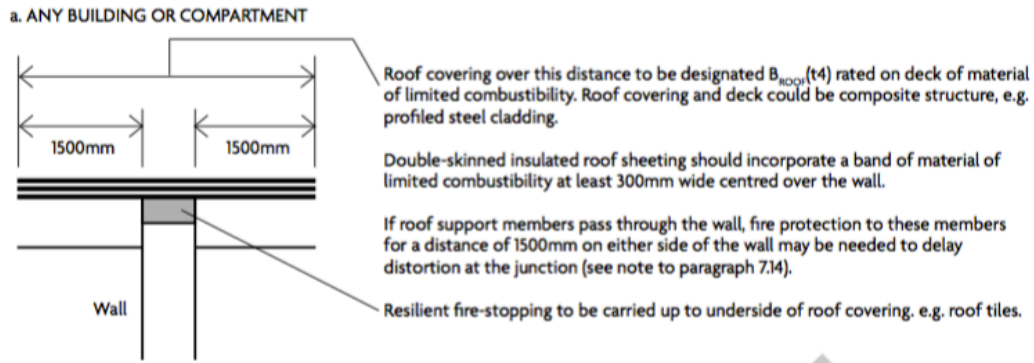 a. ANY BUILDING OR COMPARTMENT
Roof covering over this distance to be designated B_ROOF(t4) rated on deck of material
of limited combustibility. Roof covering and deck could be composite structure, e.g.
profiled steel cladding.
1500mm 1500mm
Double-skinned insulated roof sheeting should incorporate a band of material of
limited combustibility at least 300mm wide centred over the wall.
If roof support members pass through the wall, fire protection to these members
for a distance of 1500mm on either side of the wall may be needed to delay
distortion at the junction (see note to paragraph 7.14).
Wall
Resilient fire-stopping to be carried up to underside of roof covering. e.g. roof tiles.